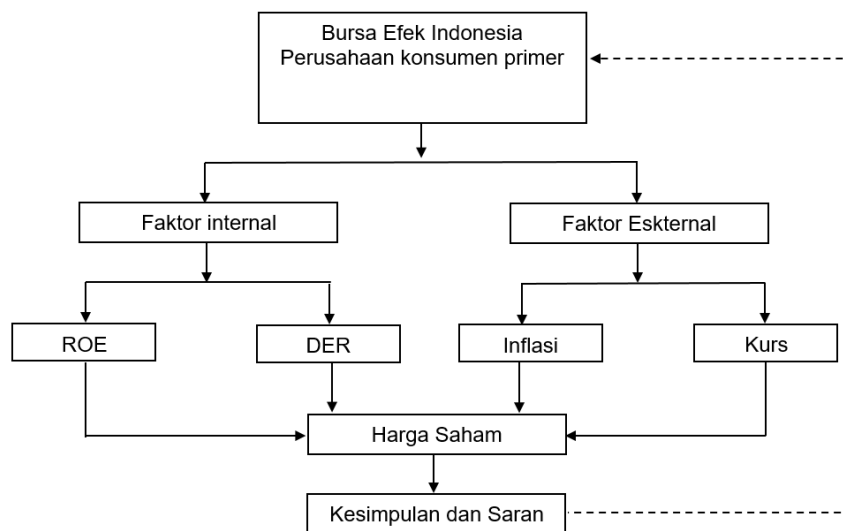 Bursa Efek Indonesia
Perusahaan konsumen primer
Faktor internal
Faktor Eskternal
ROE
DER
Inflasi
Kurs
Harga Saham
Kesimpulan dan Saran